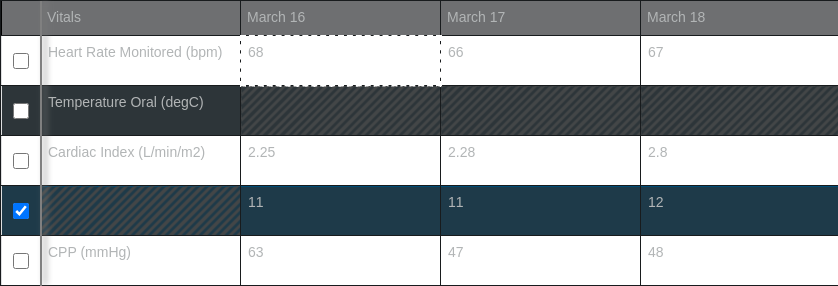 Vitals March 16 March 17 March 18
Heart Rate Monitored (bpm) 68 66 67
Temperature Oral (degC)
Cardiac Index (L/min/m2) 2.25 2.28 2.8
11 11 12
CPP (mmHg) 63 47 48